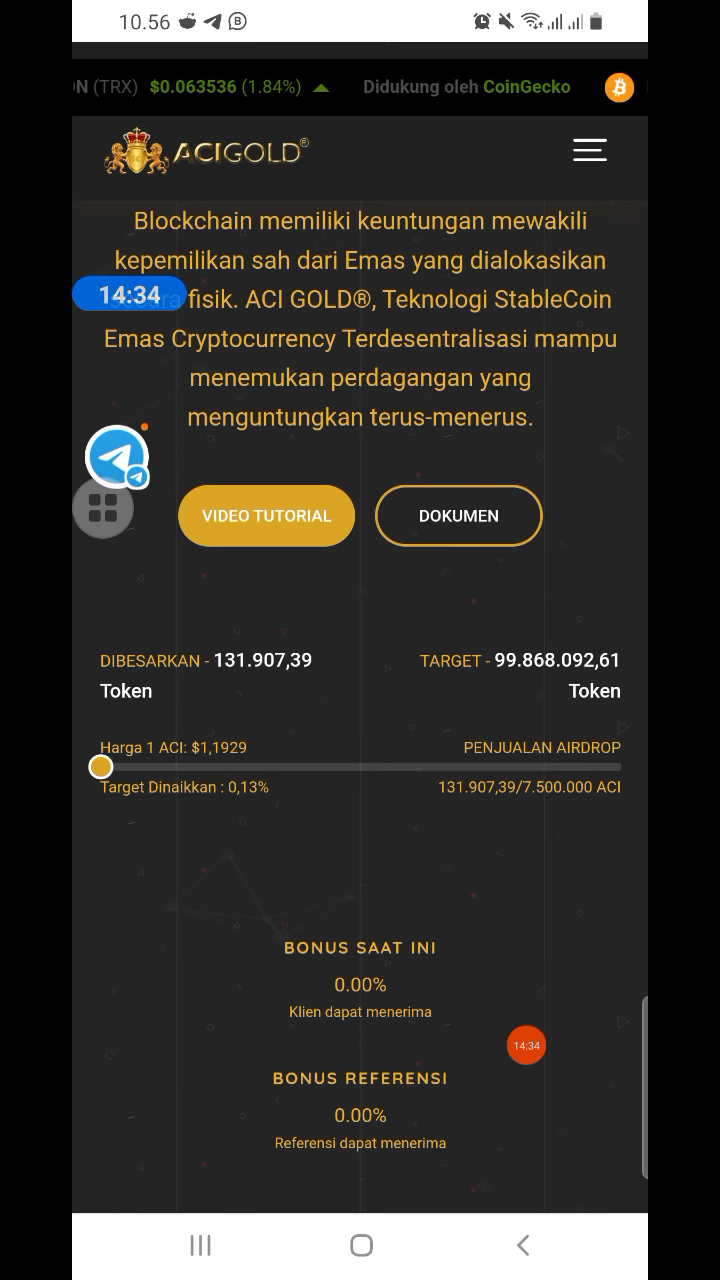 10.56
N (TRX) $0.063536 (1.84%) Didukung oleh CoinGecko
ACIGOLD®
Blockchain memiliki keuntungan mewakili
kepemilikan sah dari Emas yang dialokasikan
14:34 fisik. ACI GOLD®, Teknologi StableCoin
Emas Cryptocurrency Terdesentralisasi mampu
menemukan perdagangan yang
menguntungkan terus-menerus.
VIDEO TUTORIAL
DOKUMEN
DIBESARKAN - 131.907,39
Token
TARGET - 99.868.092,61
Token
Harga 1 ACI: $1,1929
PENJUALAN AIRDROP
Target Dinaikkan : 0,13%
131.907,39/7.500.000 ACI
BONUS SAAT INI
0.00%
Klien dapat menerima
14:34
BONUS REFERENSI
0.00%
Referensi dapat menerima